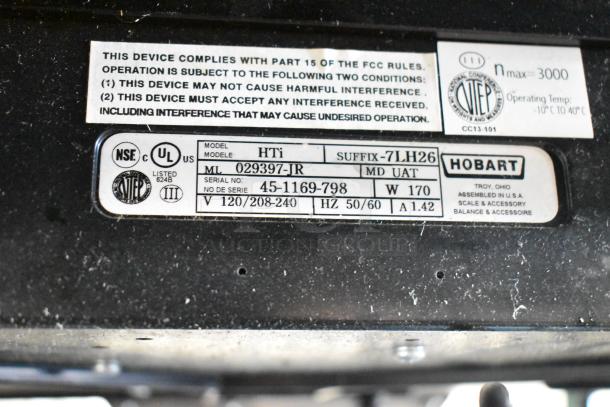 THIS DEVICE COMPLIES WITH PART 15 OF THE FCC RULES.
OPERATION IS SUBJECT TO THE FOLLOWING TWO CONDITIONS:
(1) THIS DEVICE MAY NOT CAUSE HARMFUL INTERFERENCE.
(2) THIS DEVICE MUST ACCEPT ANY INTERFERENCE RECEIVED,
INCLUDING INTERFERENCE THAT MAY CAUSE UNDESIRED OPERATION.
III
n max=3000
NTEP
Operating Temp:
-10°C TO 40°C
CC13-101
NSF
C UL US
LISTED
624B
NTEP
III
MODEL
MODELE
HTi
SUFFIX-7LH26
ML 029397-JR
MD UAT
SERIAL NO.
NO DE SERIE
45-1169-798
W 170
V 120/208-240
HZ 50/60
A 1.42
HOBART
TROY, OHIO
ASSEMBLED IN U.S.A.
SCALE & ACCESSORY
BALANCE & ACCESSOIRE
AUCTION GROUP